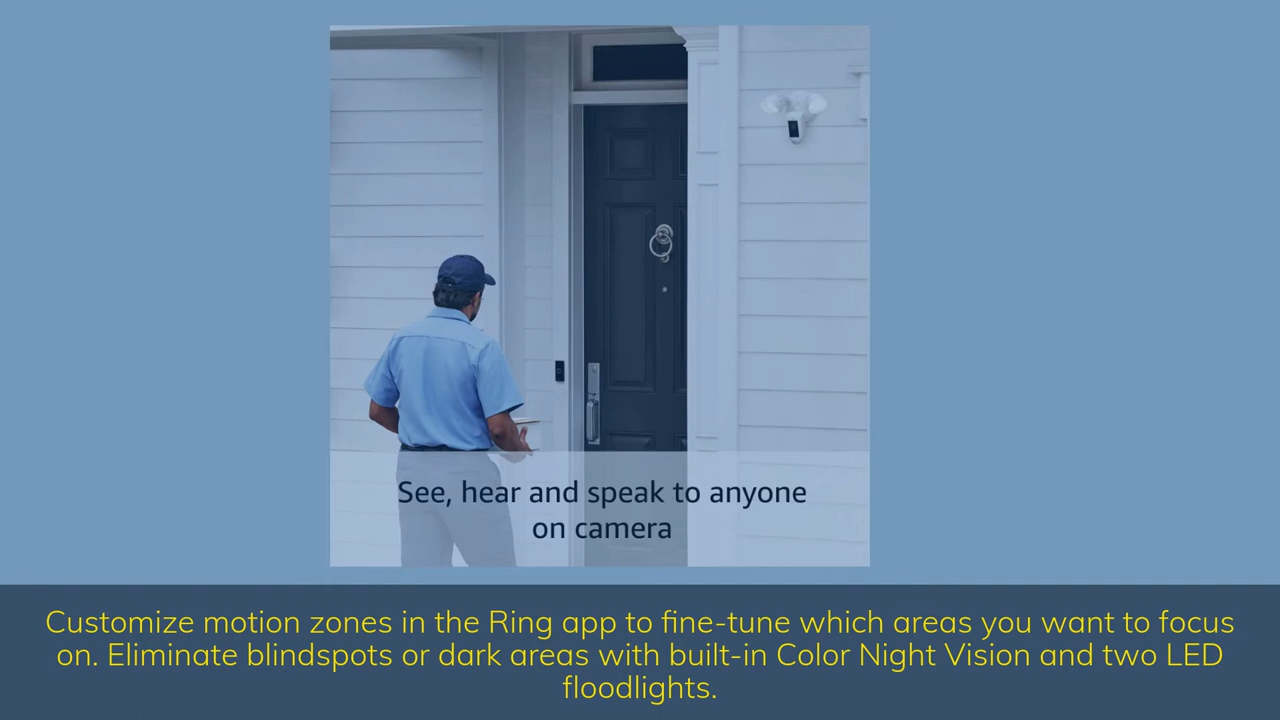 See, hear and speak to anyone
on camera
Customize motion zones in the Ring app to fine-tune which areas you want to focus
on. Eliminate blindspots or dark areas with built-in Color Night Vision and two LED
floodlights.